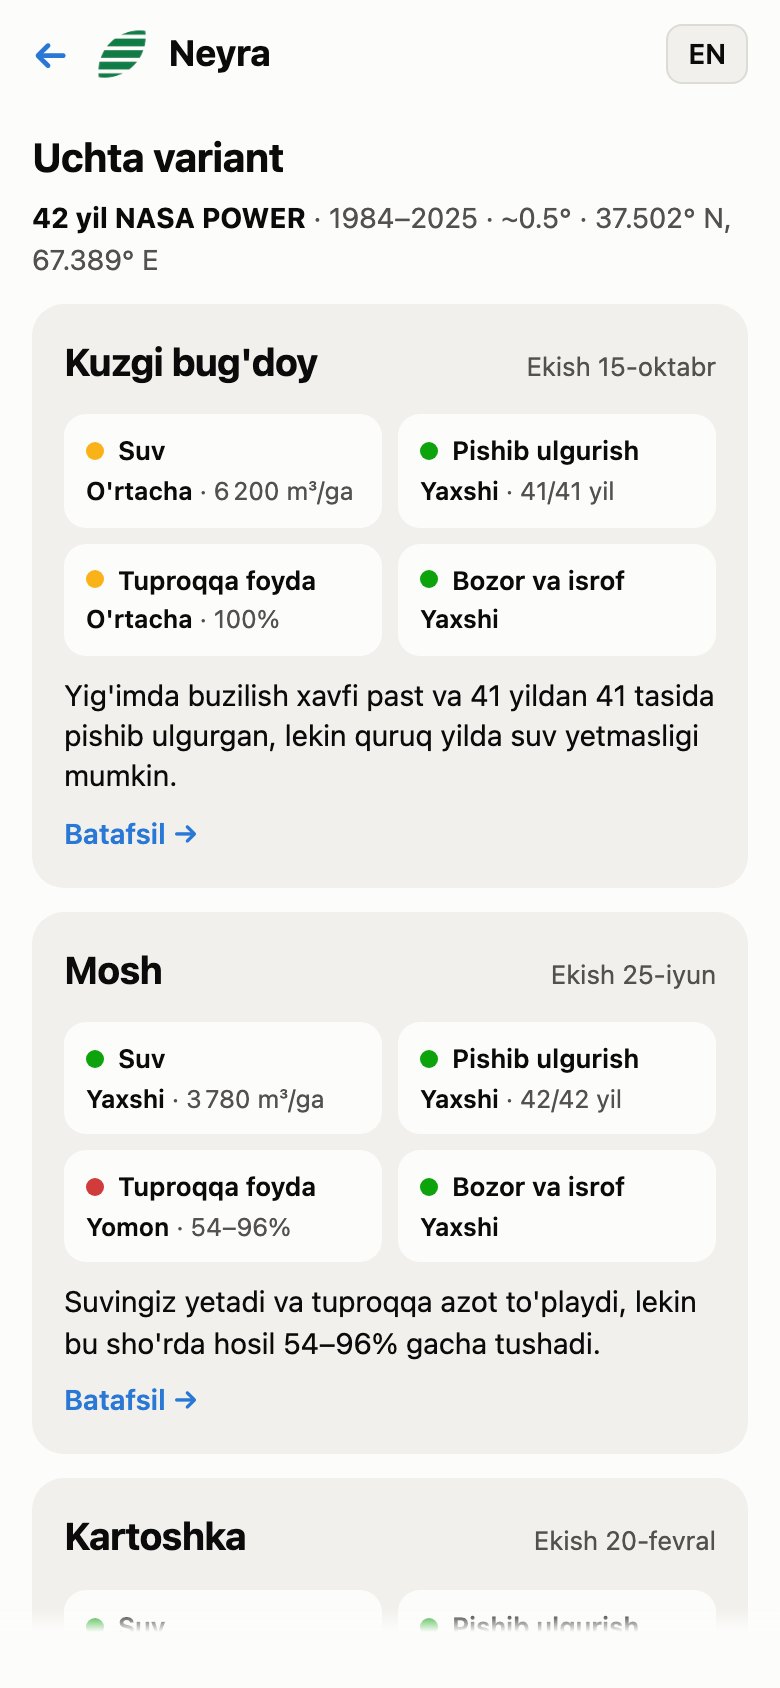 Neyra
EN
Uchta variant
42 yil NASA POWER · 1984–2025 · ~0.5° · 37.502° N,
67.389° E
Kuzgi bug'doy
Ekish 15-oktabr
Suv
O'rtacha · 6 200 m³/ga
Pishib ulgurish
Yaxshi · 41/41 yil
Tuproqqa foyda
O'rtacha · 100%
Bozor va isrof
Yaxshi
Yig'imda buzilish xavfi past va 41 yildan 41 tasida
pishib ulgurgan, lekin quruq yilda suv yetmasligi
mumkin.
Batafsil →
Mosh
Ekish 25-iyun
Suv
Yaxshi · 3 780 m³/ga
Pishib ulgurish
Yaxshi · 42/42 yil
Tuproqqa foyda
Yomon · 54–96%
Bozor va isrof
Yaxshi
Suvingiz yetadi va tuproqqa azot to'playdi, lekin
bu sho'rda hosil 54–96% gacha tushadi.
Batafsil →
Kartoshka
Ekish 20-fevral
Suv
Pishib ulgurish